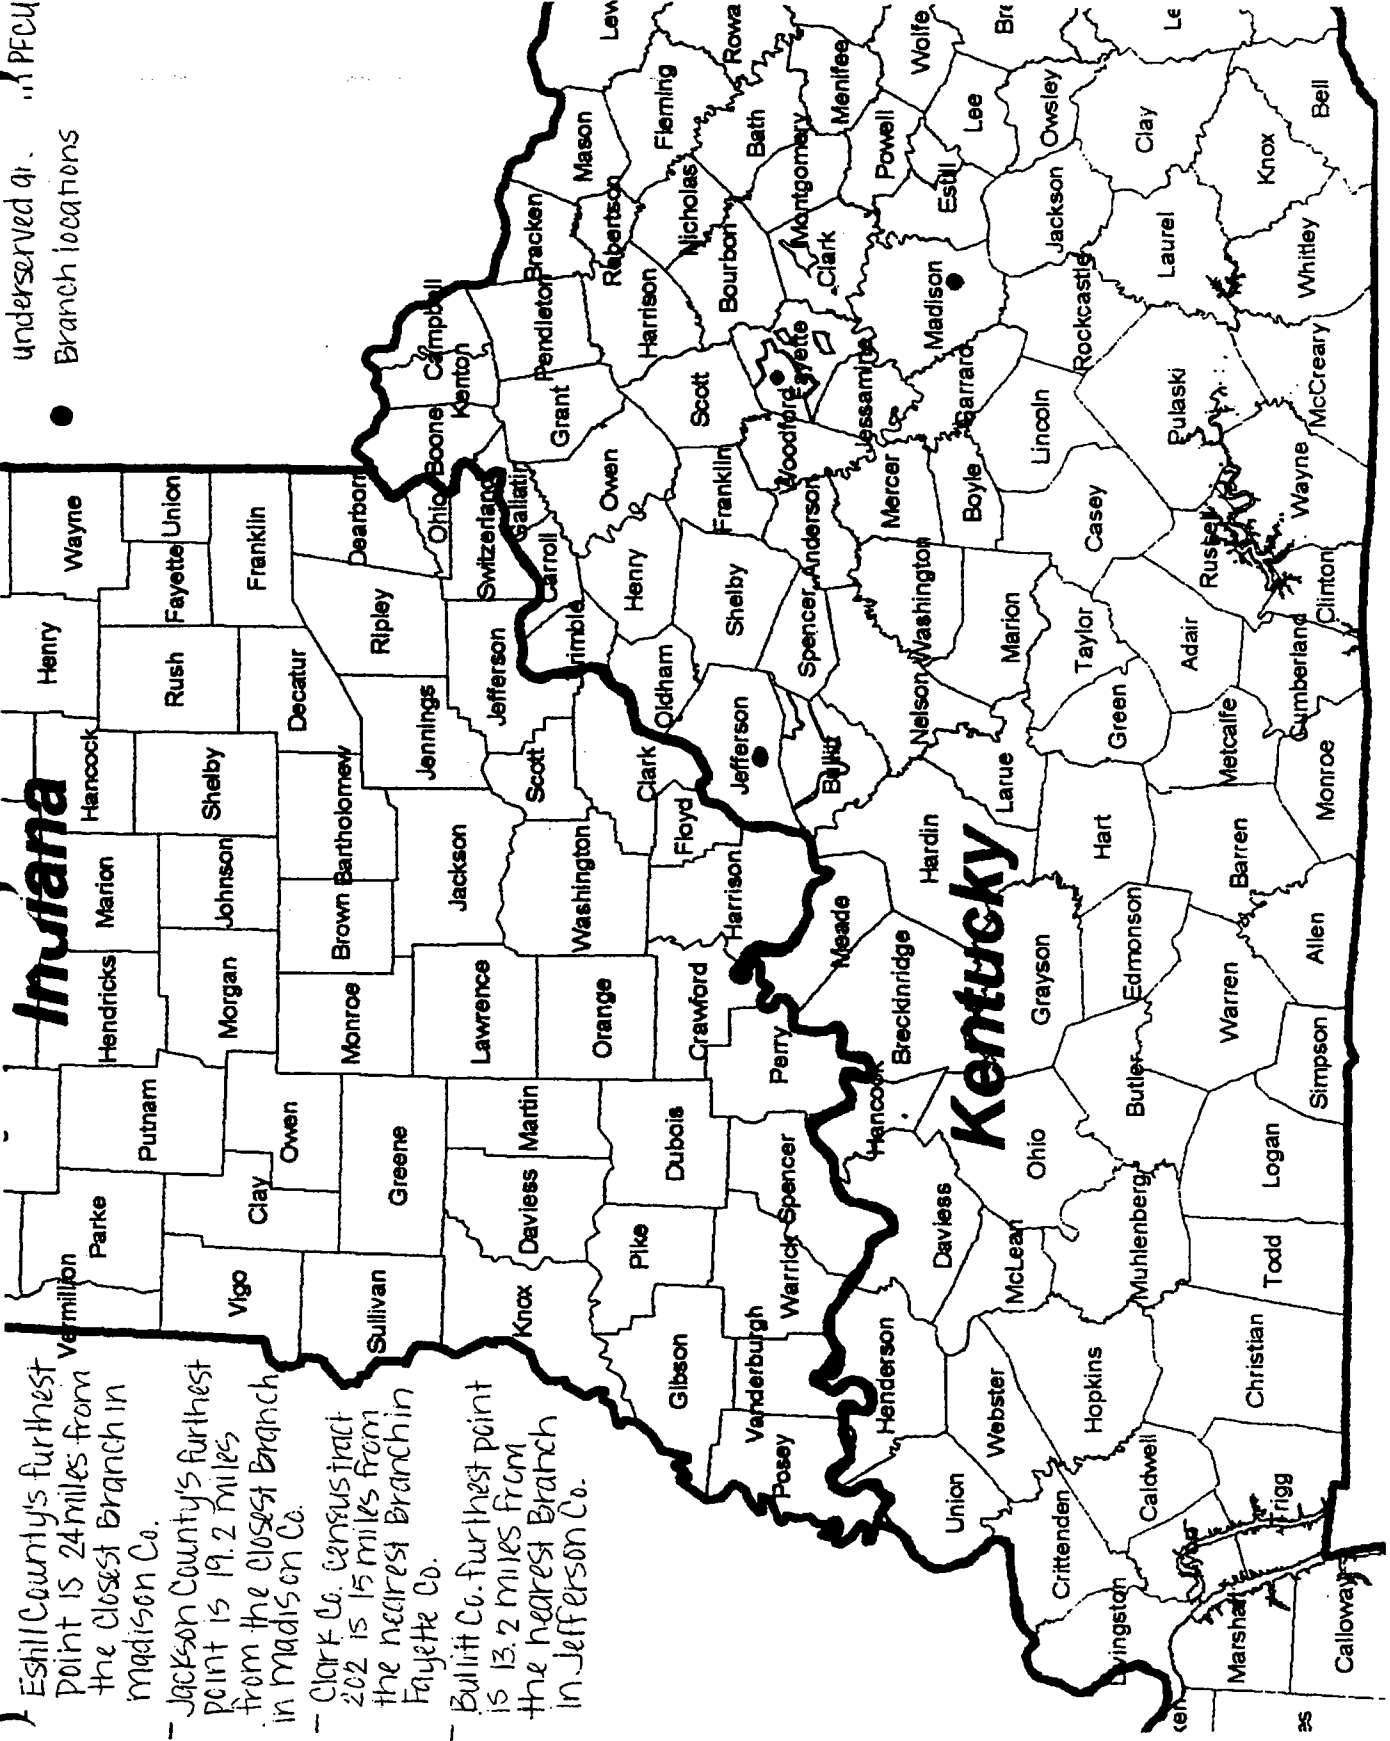 underserved
PFCU
● Branch locations
Eshill County's furthest
point is 24 miles from
the closest Branch in
madison Co.
- Jackson County's furthest
point is 19.2 miles
from the closest Branch
in madison Co.
- Clark Co. census tract
202 is 15 miles from
the nearest Branch in
Fayette Co.
- Bullitt Co. furthest point
is 13.2 miles from
the nearest Branch
in Jefferson Co.
Indiana
Vermillion
Parke
Putnam
Hendricks
Marion
Hancock
Henry
Wayne
Vigo
Clay
Owen
Morgan
Johnson
Shelby
Rush
Fayette
Union
Sullivan
Greene
Monroe
Brown
Bartholomew
Decatur
Franklin
Knox
Daviess
Martin
Lawrence
Jackson
Jennings
Ripley
Dearborn
Ohio
Gibson
Pike
Dubois
Orange
Washington
Scott
Jefferson
Switzerland
Posey
Vanderburgh
Warrick
Spencer
Perry
Crawford
Harrison
Floyd
Clark
Kentucky
Boone
Kenton
Campbell
Gallatin
Grant
Pendleton
Bracken
Mason
Lew
Carroll
Trimble
Owen
Harrison
Robertson
Fleming
Rowa
Oldham
Henry
Scott
Nicholas
Bath
Menifee
Wolfe
Jefferson
Shelby
Franklin
Woodford
Fayette
Bourbon
Montgomery
Powell
Bre
Bullitt
Spencer
Anderson
Jessamine
Clark
Estill
Lee
Meade
Hardin
Nelson
Washington
Mercer
Garrard
Madison
Owsley
Le
Hancock
Breckinridge
Larue
Marion
Boyle
Lincoln
Rockcastle
Jackson
Clay
Henderson
Daviess
Ohio
Grayson
Hart
Green
Taylor
Casey
Pulaski
Laurel
Knox
Bell
Union
Webster
McLean
Butler
Edmonson
Barren
Metcalfe
Adair
Russell
Wayne
McCreary
Whitley
Crittenden
Hopkins
Muhlenberg
Warren
Allen
Monroe
Cumberland
Clinton
Livingston
Caldwell
Christian
Todd
Logan
Simpson
Marshall
Lyon
Trigg
Calloway
ken
es